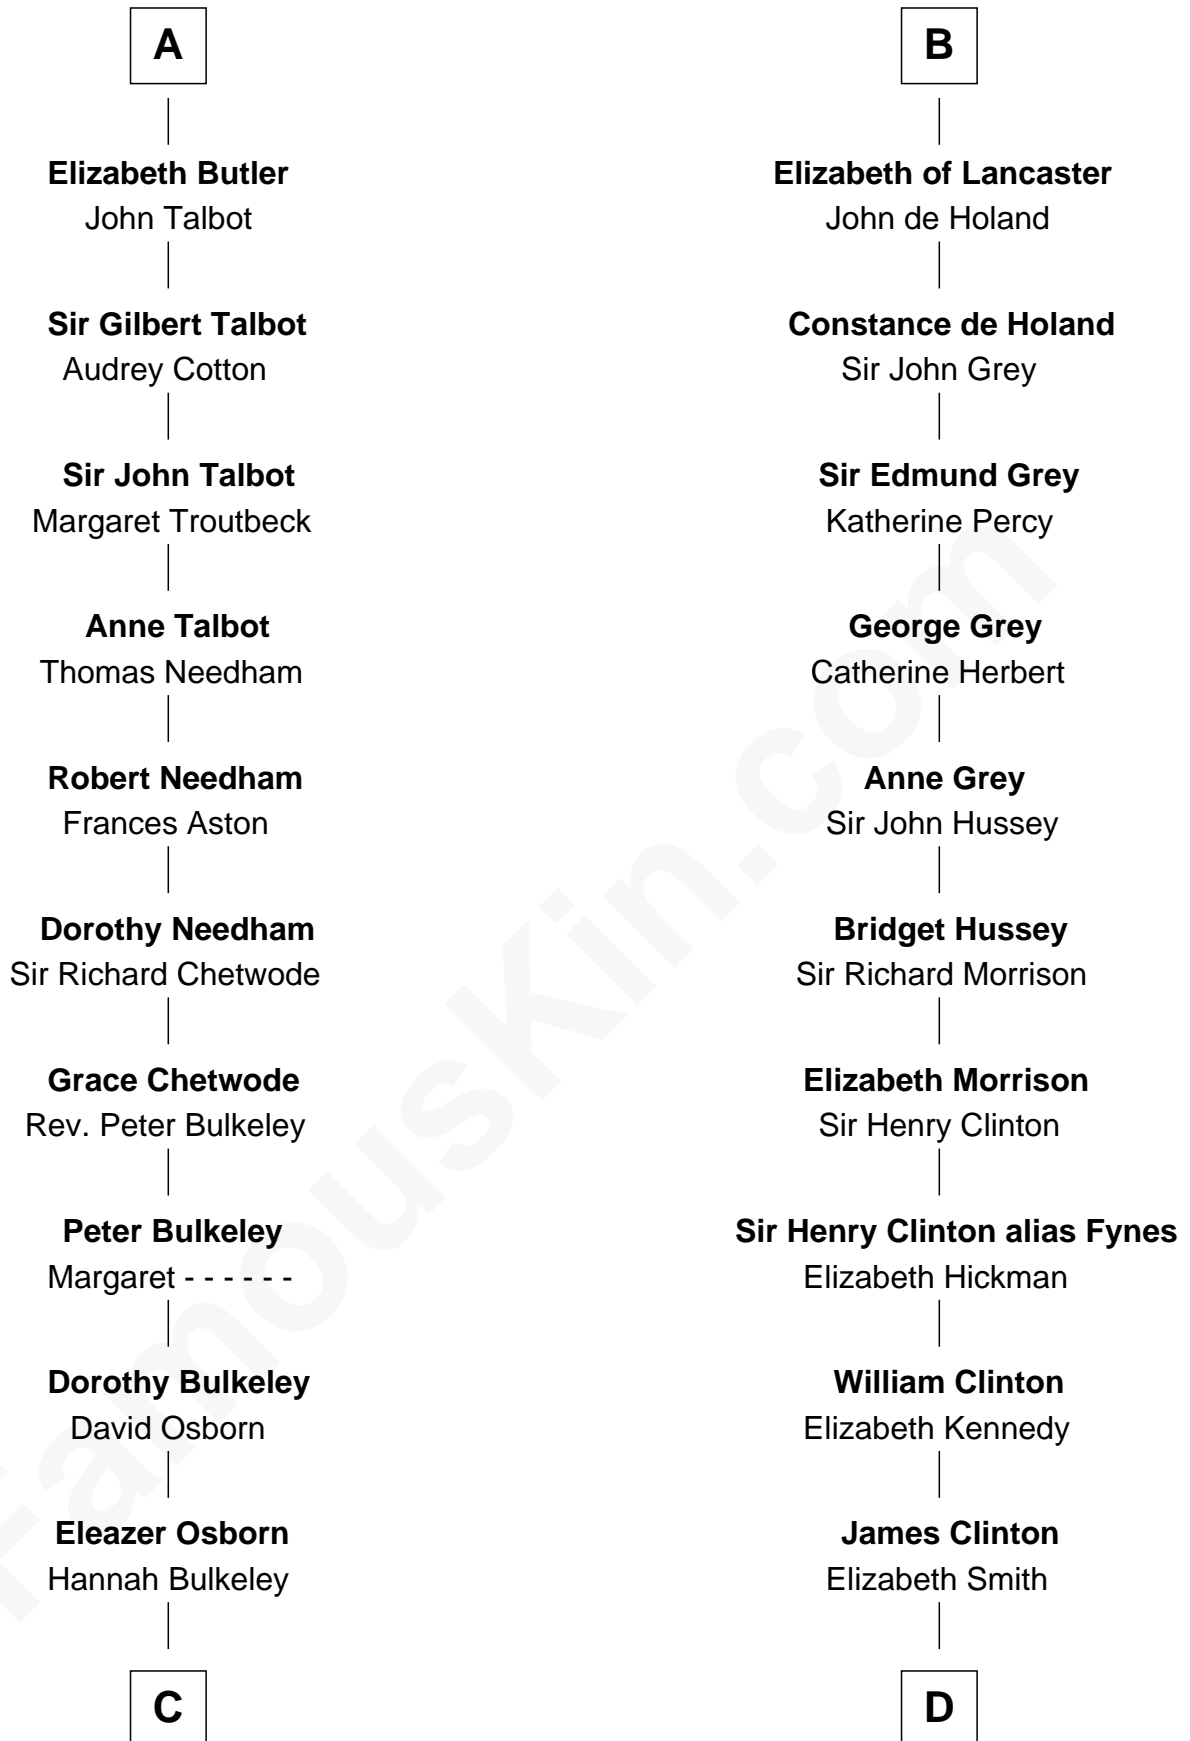 A
Elizabeth Butler
John Talbot
Sir Gilbert Talbot
Audrey Cotton
Sir John Talbot
Margaret Troutbeck
Anne Talbot
Thomas Needham
Robert Needham
Frances Aston
Dorothy Needham
Sir Richard Chetwode
Grace Chetwode
Rev. Peter Bulkeley
Peter Bulkeley
Margaret - - - - - -
Dorothy Bulkeley
David Osborn
Eleazer Osborn
Hannah Bulkeley
C
B
Elizabeth of Lancaster
John de Holand
Constance de Holand
Sir John Grey
Sir Edmund Grey
Katherine Percy
George Grey
Catherine Herbert
Anne Grey
Sir John Hussey
Bridget Hussey
Sir Richard Morrison
Elizabeth Morrison
Sir Henry Clinton
Sir Henry Clinton alias Fynes
Elizabeth Hickman
William Clinton
Elizabeth Kennedy
James Clinton
Elizabeth Smith
D
FamousKin.com